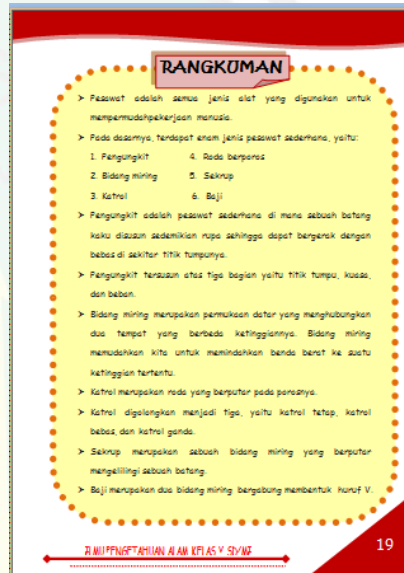 RANGKUMAN
➢ Pesawat adalah semua jenis alat yang digunakan untuk
mempermudahpekerjaan manusia.
➢ Pada dasarnya, terdapat enam jenis pesawat sederhana, yaitu:
1. Pengungkit 4. Roda berporos
2. Bidang miring 5. Sekrup
3. Katrol 6. Baji
➢ Pengungkit adalah pesawat sederhana di mana sebuah batang
kaku disusun sedemikian rupa sehingga dapat bergerak dengan
bebas di sekitar titik tumpunya.
➢ Pengungkit tersusun atas tiga bagian yaitu titik tumpu, kuasa,
dan beban.
➢ Bidang miring merupakan permukaan datar yang menghubungkan
dua tempat yang berbeda ketinggiannya. Bidang miring
memudahkan kita untuk memindahkan benda berat ke suatu
ketinggian tertentu.
➢ Katrol merupakan roda yang berputar pada porosnya.
➢ Katrol digolongkan menjadi tiga, yaitu katrol tetap, katrol
bebas, dan katrol ganda.
➢ Sekrup merupakan sebuah bidang miring yang berputar
mengelilingi sebuah batang.
➢ Baji merupakan dua bidang miring bergabung membentuk huruf V.
ILMU PENGETAHUAN ALAM KELAS V SD/MI
19